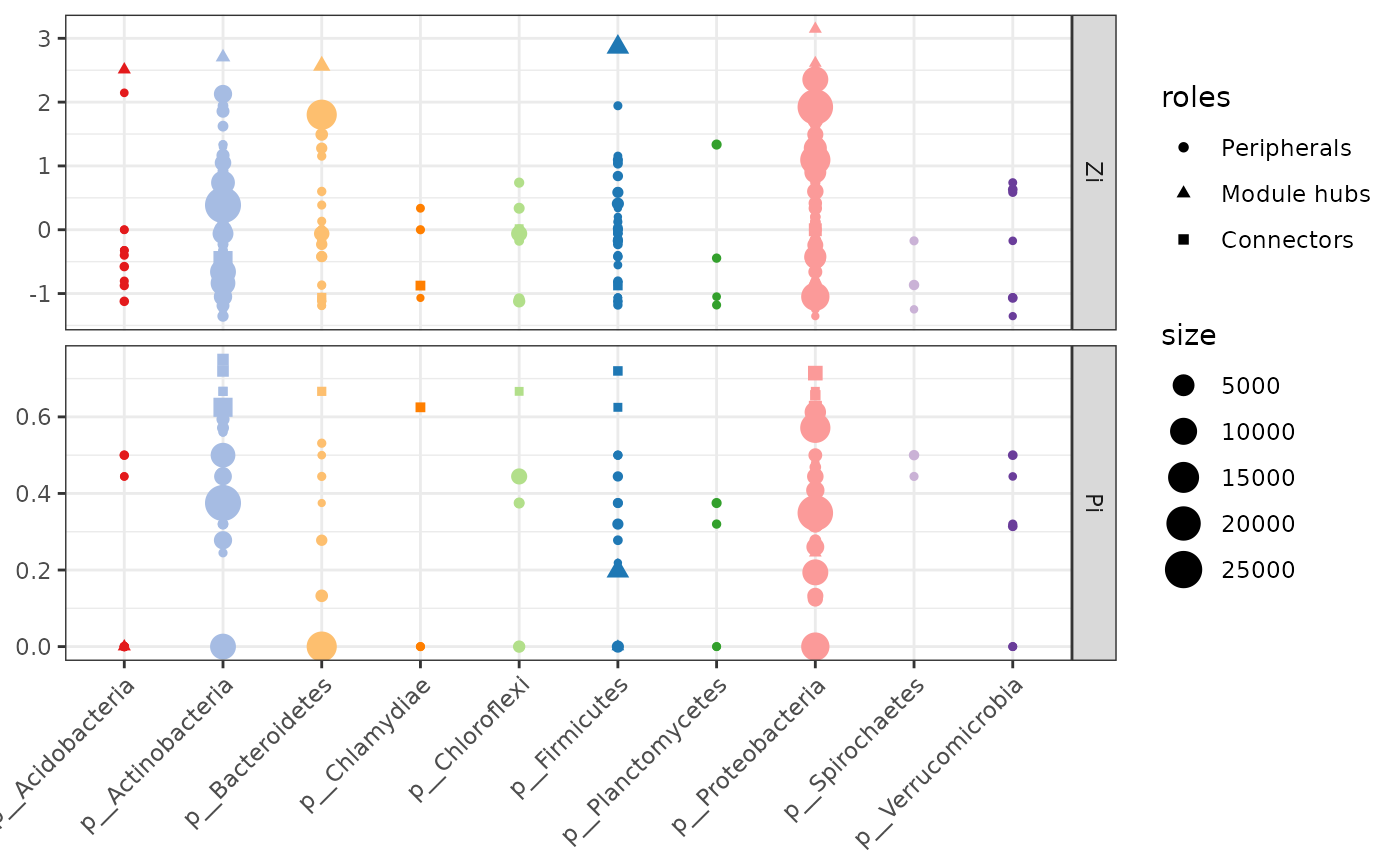 3
2
1
0
-1
Zi
0.6
0.4
0.2
0.0
Pi
p__Acidobacteria
p__Actinobacteria
p__Bacteroidetes
p__Chlamydiae
p__Chloroflexi
p__Firmicutes
p__Planctomycetes
p__Proteobacteria
p__Spirochaetes
p__Verrucomicrobia
roles
Peripherals
Module hubs
Connectors
size
5000
10000
15000
20000
25000